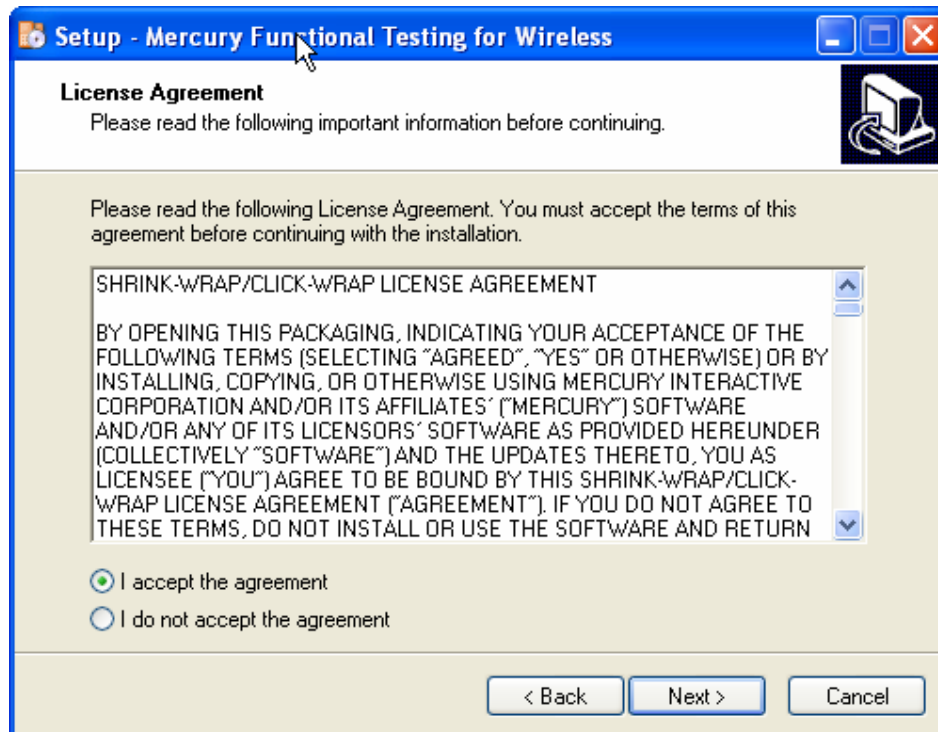 Setup - Mercury Functional Testing for Wireless
License Agreement
Please read the following important information before continuing.
Please read the following License Agreement. You must accept the terms of this
agreement before continuing with the installation.
SHRINK-WRAP/CLICK-WRAP LICENSE AGREEMENT
BY OPENING THIS PACKAGING, INDICATING YOUR ACCEPTANCE OF THE
FOLLOWING TERMS (SELECTING ˝AGREED˝, ˝YES˝ OR OTHERWISE) OR BY
INSTALLING, COPYING, OR OTHERWISE USING MERCURY INTERACTIVE
CORPORATION AND/OR ITS AFFILIATES´ (˝MERCURY˝) SOFTWARE
AND/OR ANY OF ITS LICENSORS´ SOFTWARE AS PROVIDED HEREUNDER
(COLLECTIVELY ˝SOFTWARE˝) AND THE UPDATES THERETO, YOU AS
LICENSEE (˝YOU˝) AGREE TO BE BOUND BY THIS SHRINK-WRAP/CLICK-
WRAP LICENSE AGREEMENT (˝AGREEMENT˝). IF YOU DO NOT AGREE TO
THESE TERMS, DO NOT INSTALL OR USE THE SOFTWARE AND RETURN
I accept the agreement
I do not accept the agreement
< Back Next > Cancel